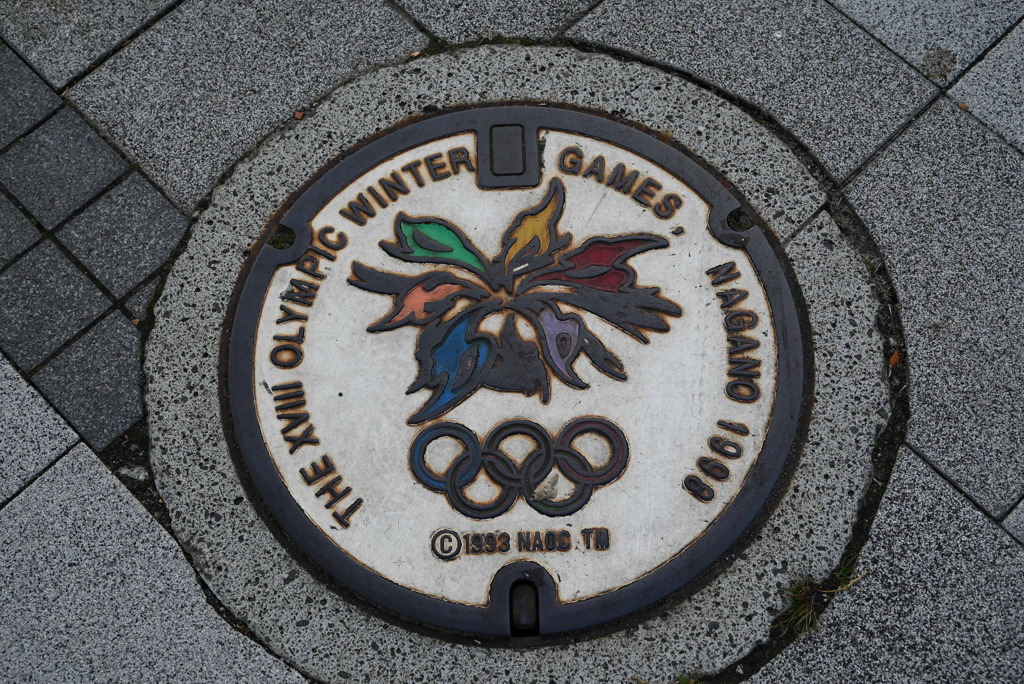 THE XVIII OLYMPIC WINTER GAMES, NAGANO 1998
©1993 NAOC TM